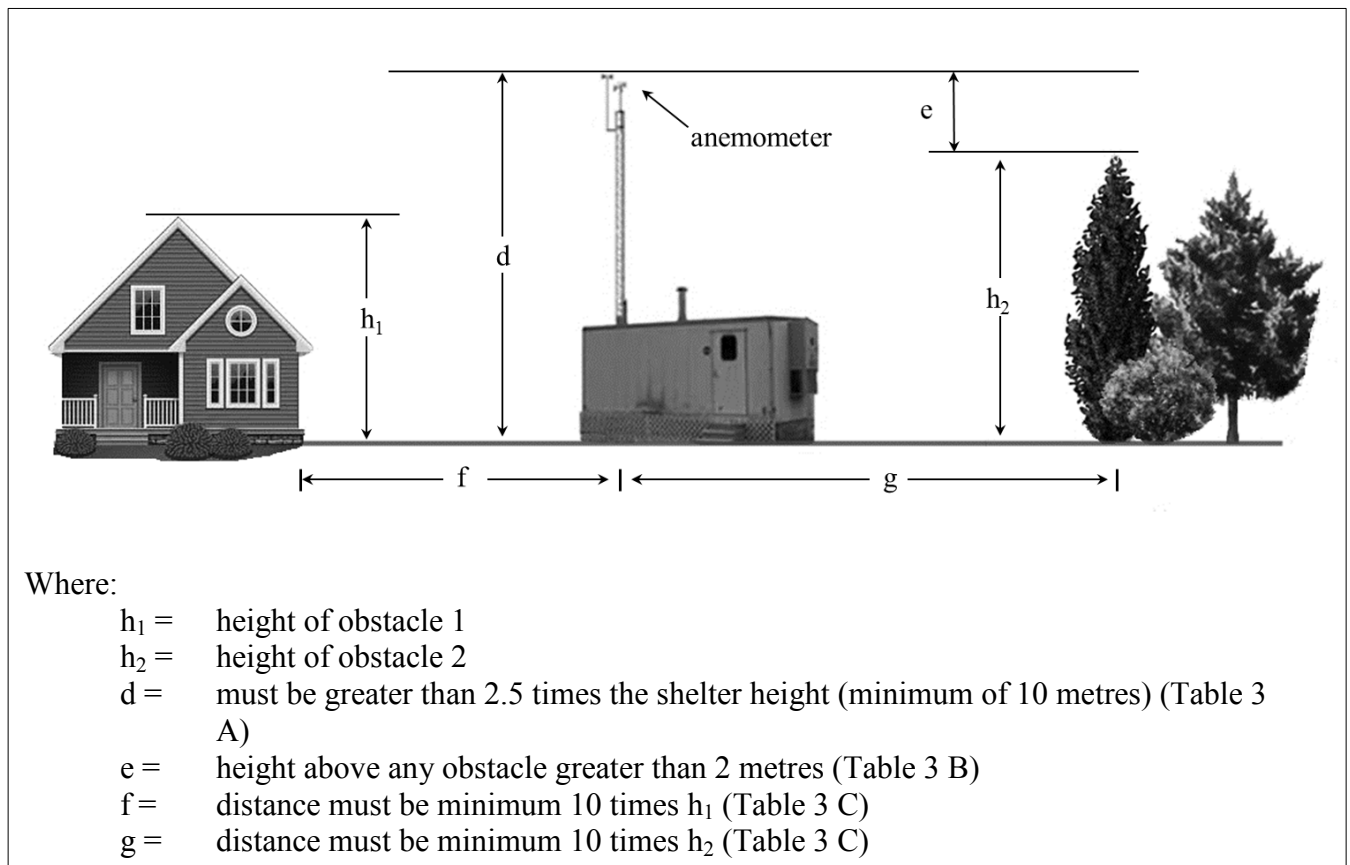 anemometer
e
d
h₁
h₂
f
g
Where:
h₁ = height of obstacle 1
h₂ = height of obstacle 2
d = must be greater than 2.5 times the shelter height (minimum of 10 metres) (Table 3
A)
e = height above any obstacle greater than 2 metres (Table 3 B)
f = distance must be minimum 10 times h₁ (Table 3 C)
g = distance must be minimum 10 times h₂ (Table 3 C)